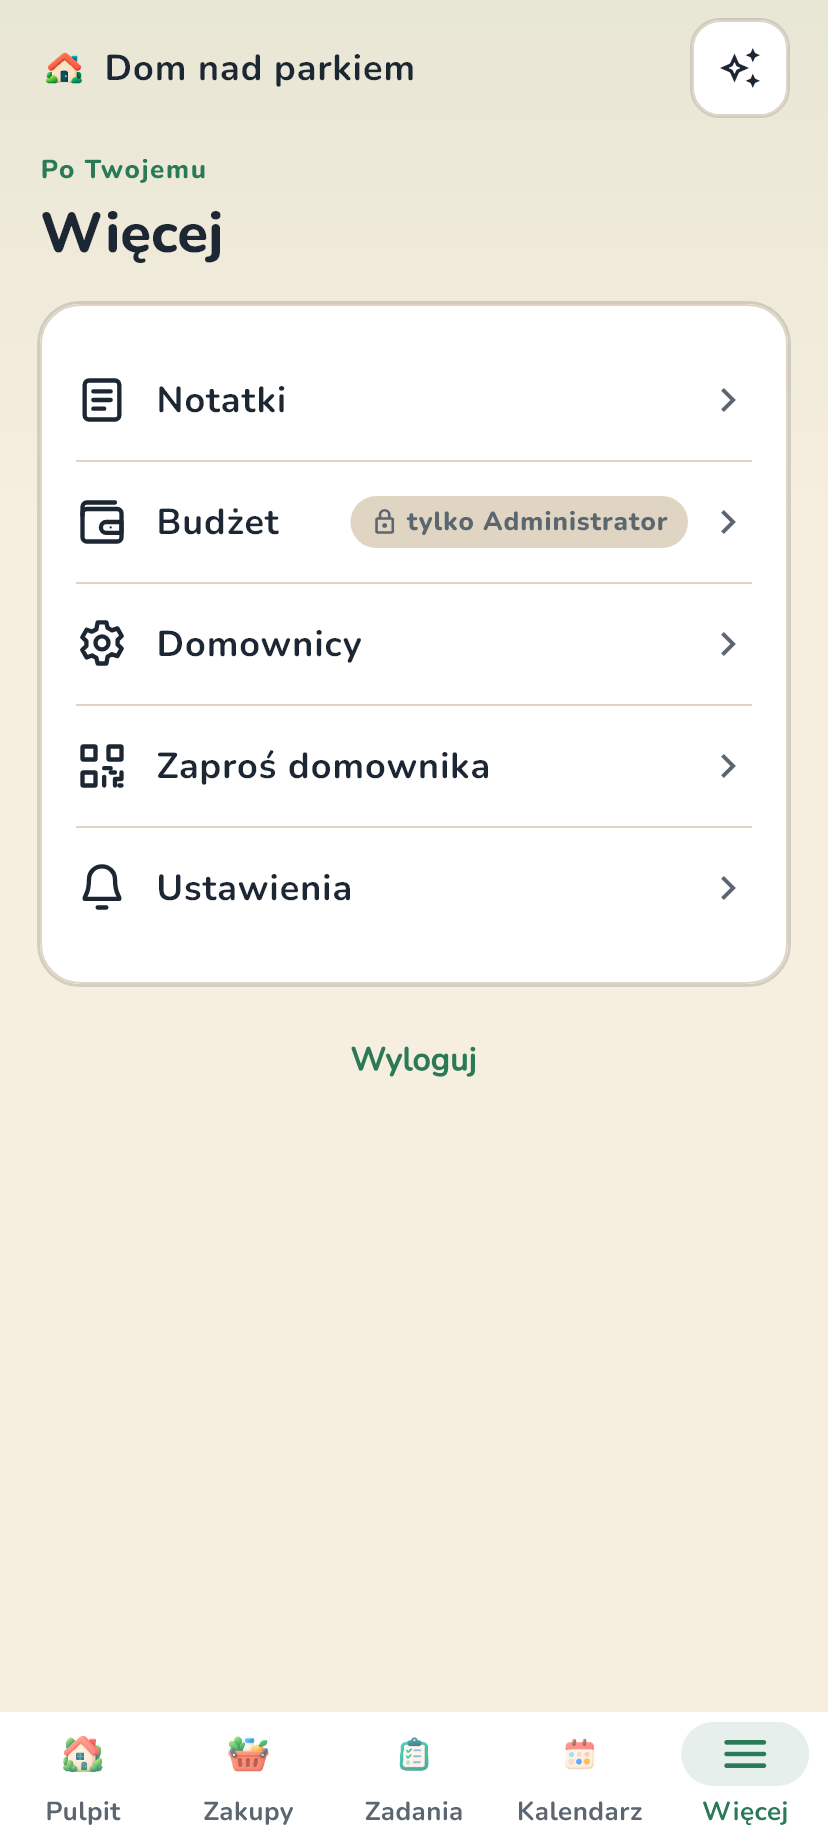 Dom nad parkiem
Po Twojemu
Więcej
Notatki
Budżet
tylko Administrator
Domownicy
Zaproś domownika
Ustawienia
Wyloguj
Pulpit
Zakupy
Zadania
Kalendarz
Więcej